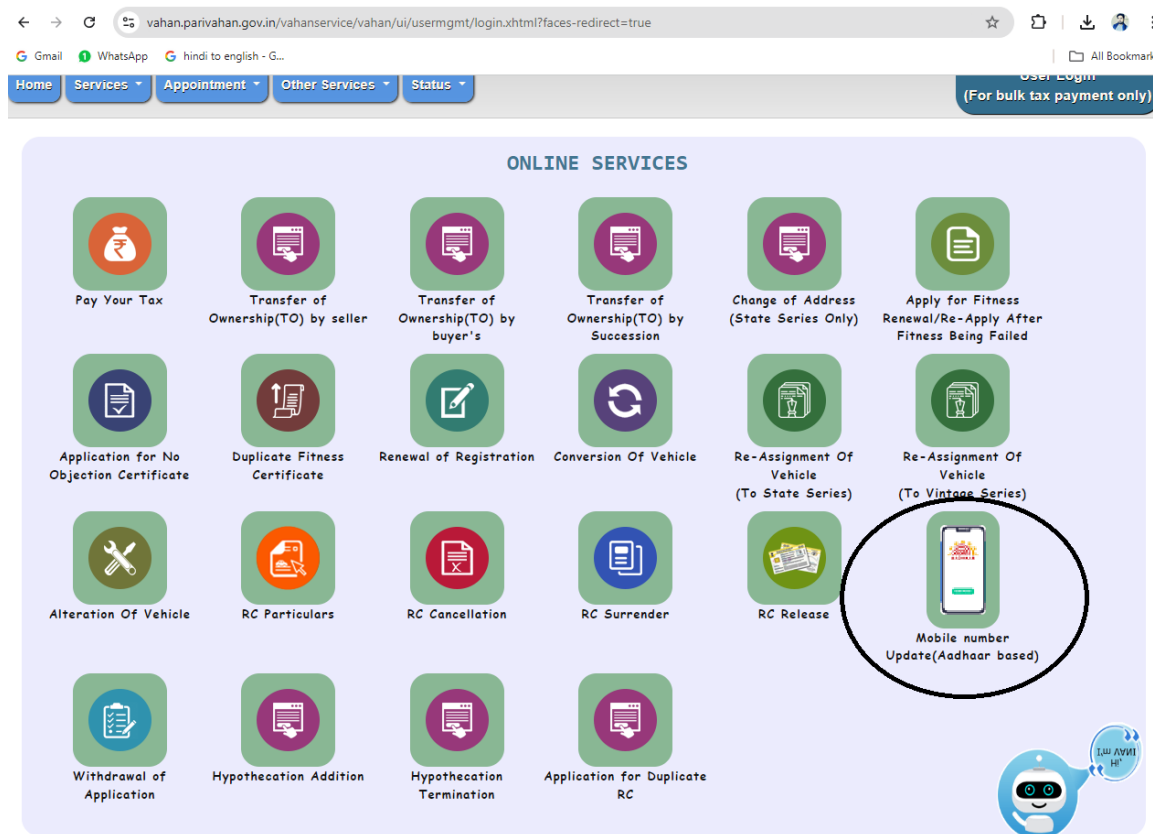 vahan.parivahan.gov.in/vahanservice/vahan/ui/usermgmt/login.xhtml?faces-redirect=true
Gmail WhatsApp hindi to english - G... All Bookmark
Home Services Appointment Other Services Status User Login
(For bulk tax payment only)
ONLINE SERVICES
Pay Your Tax
Transfer of
Ownership(TO) by seller
Transfer of
Ownership(TO) by
buyer's
Transfer of
Ownership(TO) by
Succession
Change of Address
(State Series Only)
Apply for Fitness
Renewal/Re-Apply After
Fitness Being Failed
Application for No
Objection Certificate
Duplicate Fitness
Certificate
Renewal of Registration
Conversion Of Vehicle
Re-Assignment Of
Vehicle
(To State Series)
Re-Assignment Of
Vehicle
(To Vintage Series)
Alteration Of Vehicle
RC Particulars
RC Cancellation
RC Surrender
RC Release
AADHAAR
Mobile number
Update(Aadhaar based)
Withdrawal of
Application
Hypothecation Addition
Hypothecation
Termination
Application for Duplicate
RC
Hi,
I'm VANI